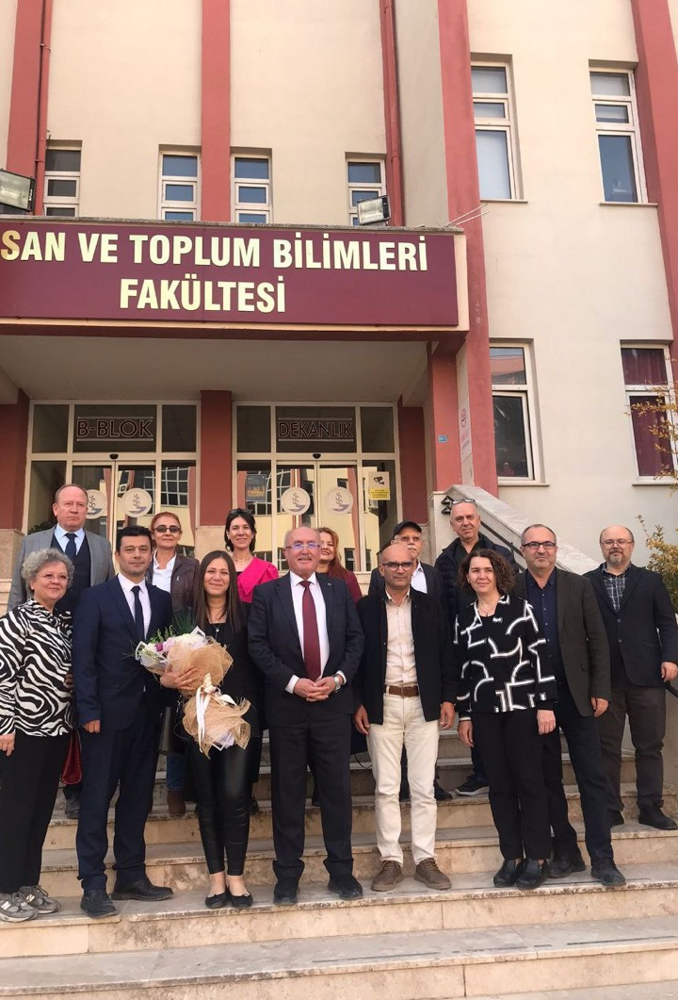 SAN VE TOPLUM BİLİMLERİ
FAKÜLTESİ
B-BLOK
DEKANLIK